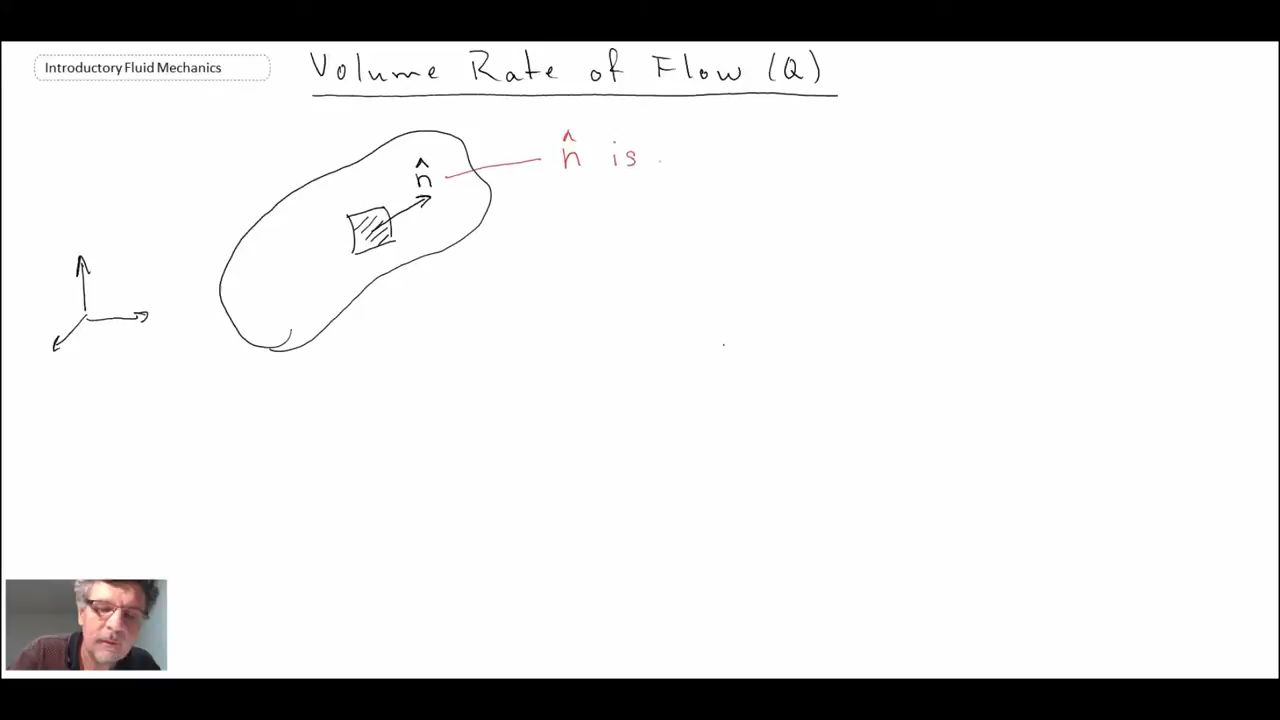 Introductory Fluid Mechanics
Volume Rate of Flow (Q)
n̂
n̂ is